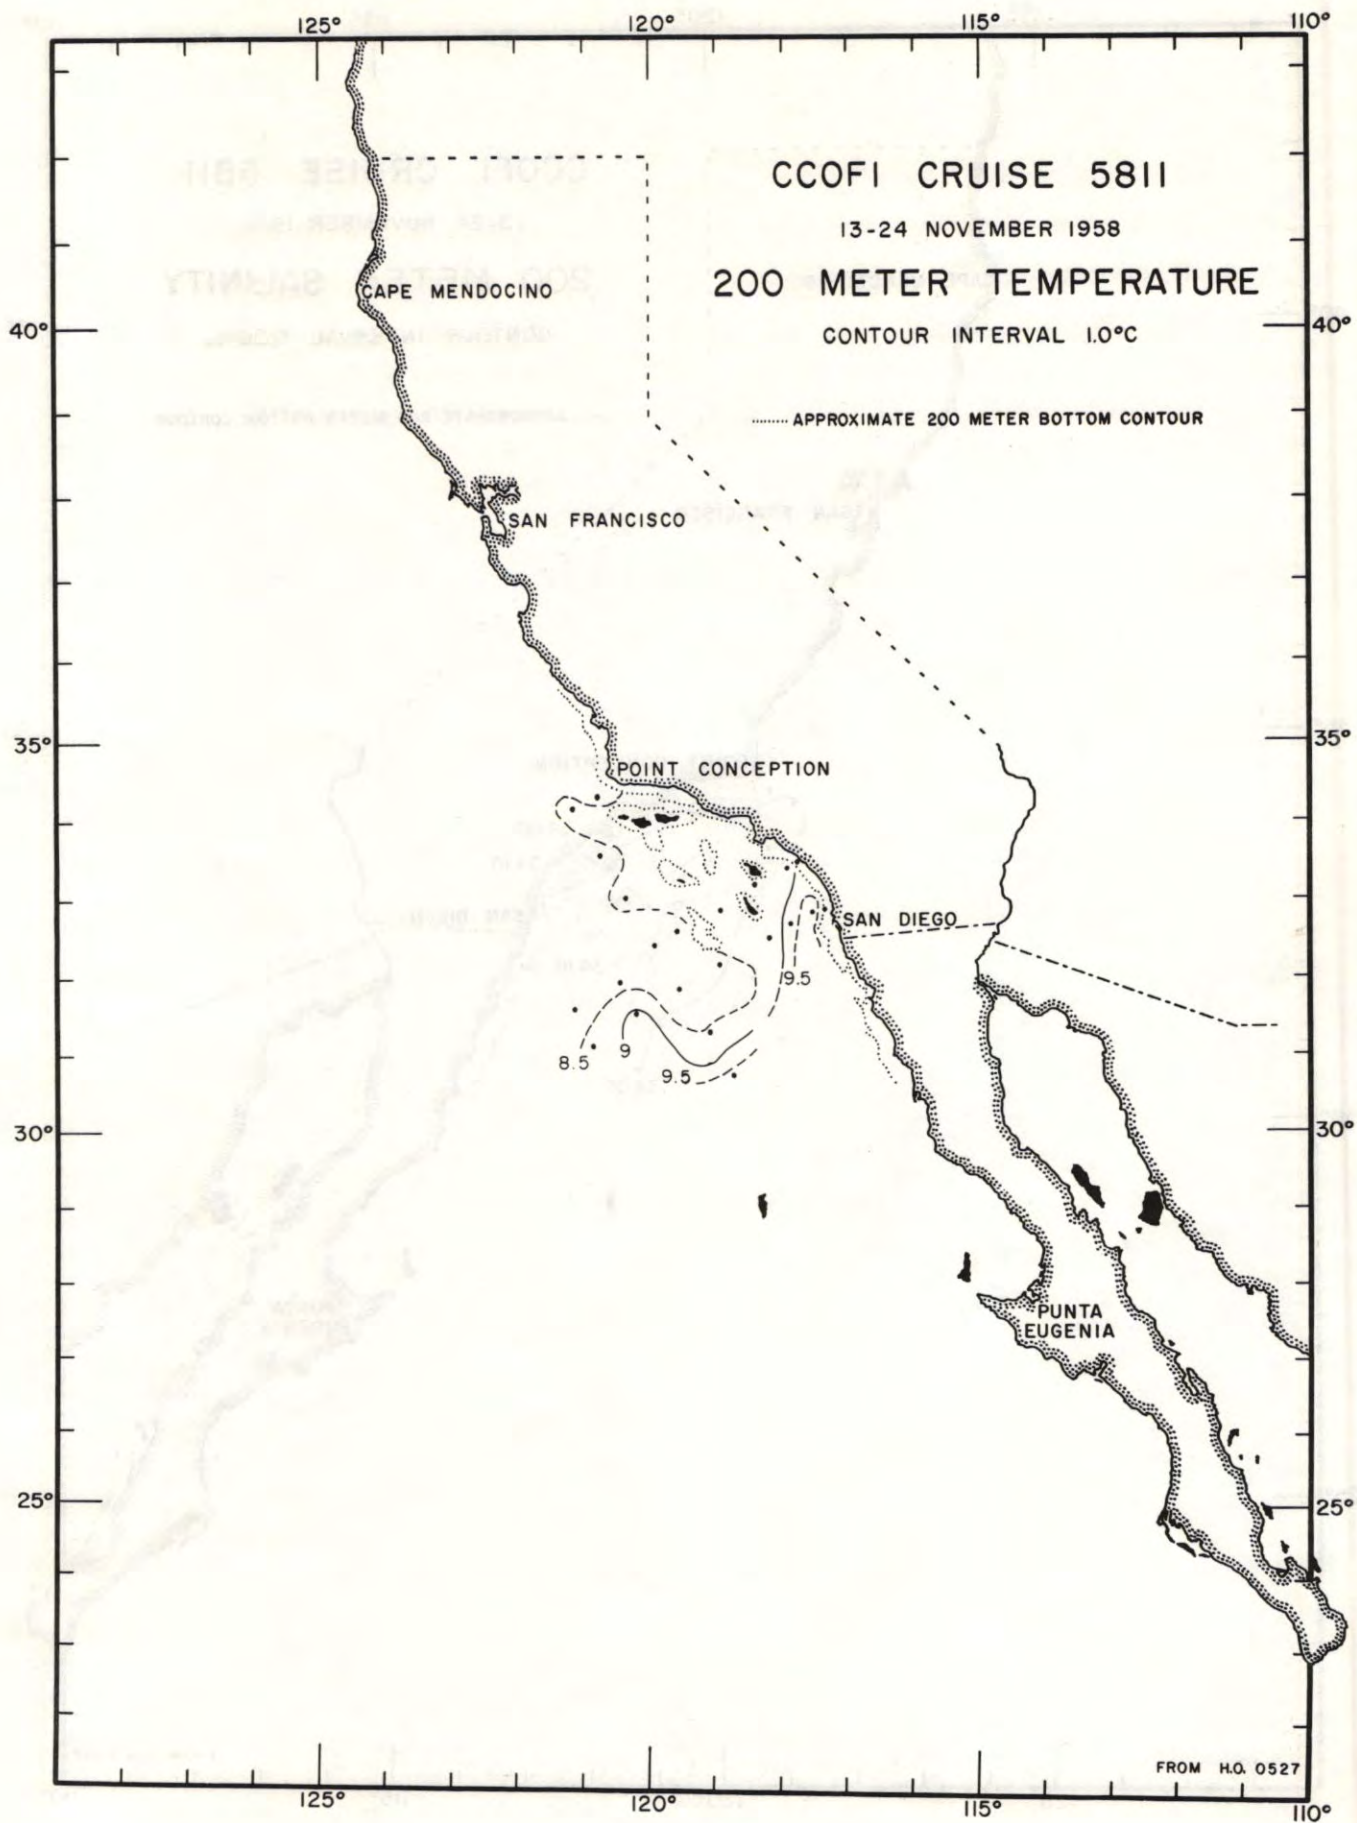 125° 120° 115° 110°
CCOFI CRUISE 5811
13-24 NOVEMBER 1958
200 METER TEMPERATURE
CONTOUR INTERVAL 1.0°C
APPROXIMATE 200 METER BOTTOM CONTOUR
CAPE MENDOCINO
40° 40°
SAN FRANCISCO
35° 35°
POINT CONCEPTION
SAN DIEGO
9.5
8.5 9 9.5
30° 30°
PUNTA
EUGENIA
25° 25°
FROM H.O. 0527
125° 120° 115° 110°